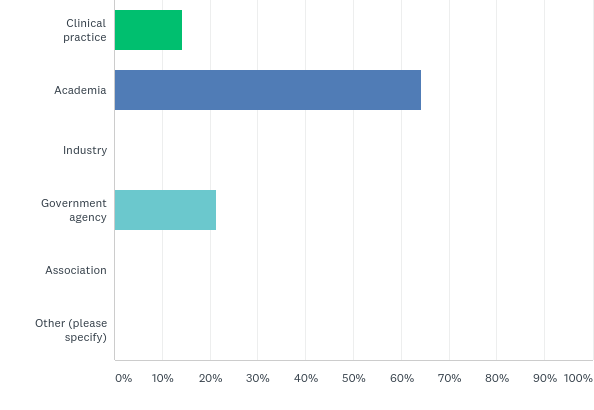 Clinical
practice
Academia
Industry
Government
agency
Association
Other (please
specify)
0% 10% 20% 30% 40% 50% 60% 70% 80% 90% 100%